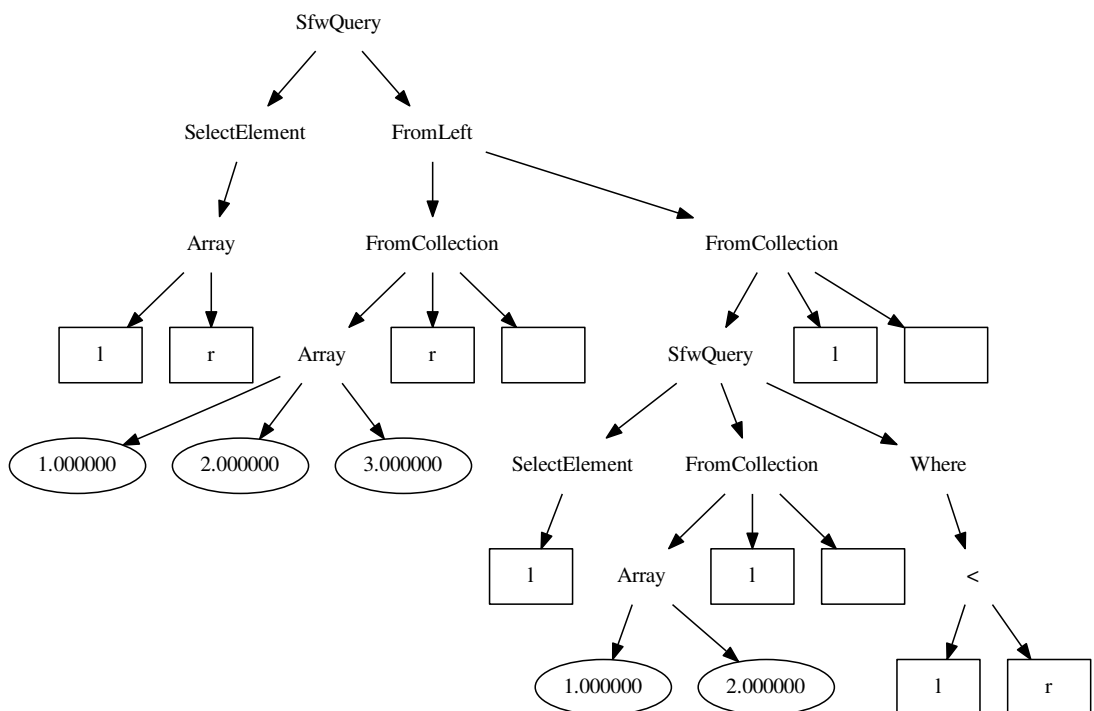 SfwQuery
SelectElement FromLeft
Array FromCollection FromCollection
l r Array r SfwQuery l
1.000000 2.000000 3.000000 SelectElement FromCollection Where
l Array l <
1.000000 2.000000 l r